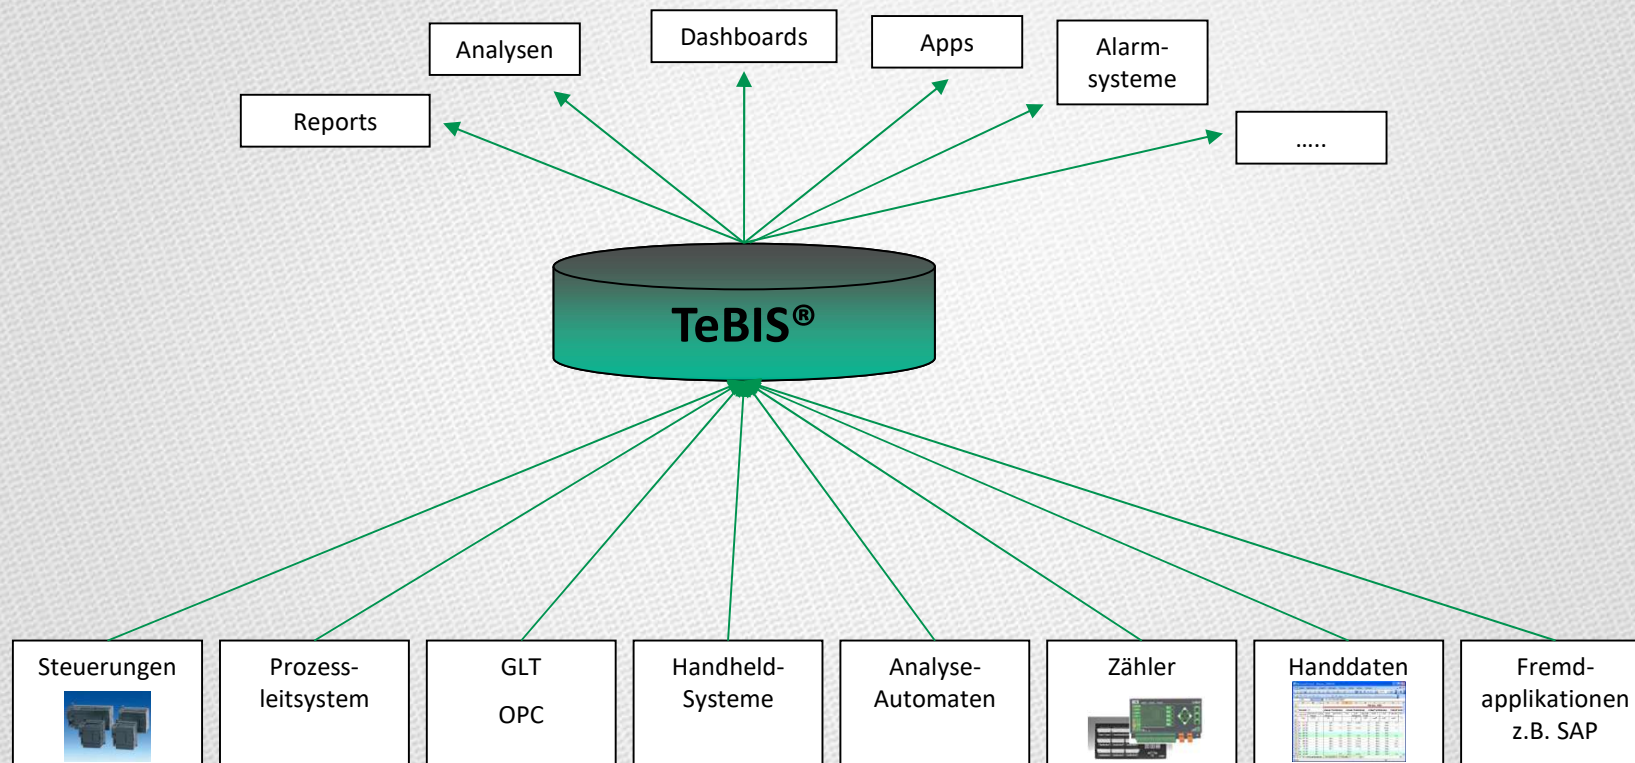 Reports
Analysen
Dashboards
Apps
Alarm-
systeme
.....
TeBIS®
Steuerungen
Prozess-
leitsystem
GLT
OPC
Handheld-
Systeme
Analyse-
Automaten
Zähler
Handdaten
Fremd-
applikationen
z.B. SAP